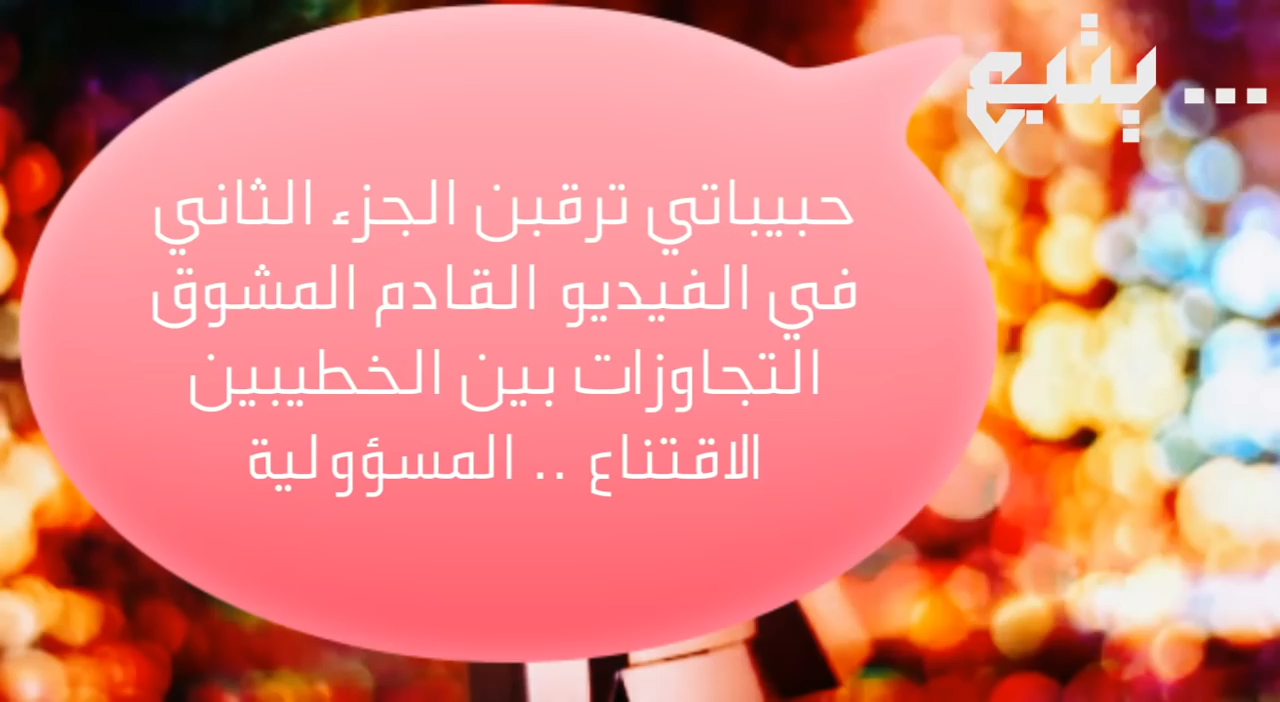 يتبع ...
حبيباتي ترقبن الجزء الثاني
في الفيديو القادم المشوق
التجاوزات بين الخطيبين
الاقتناع .. المسؤولية